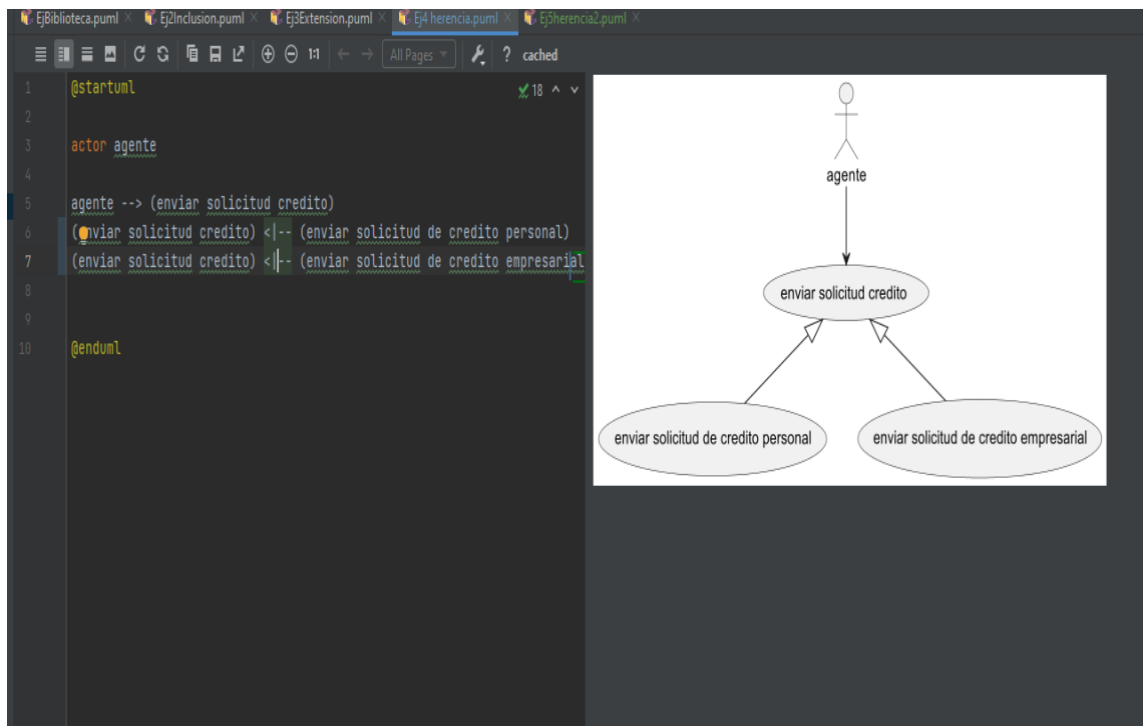 EjBiblioteca.puml Ej2Inclusion.puml Ej3Extension.puml Ej4 herencia.puml Ej5herencia2.puml
1:1 All Pages ? cached
1 @startuml 18
2
3 actor agente
4
5 agente --> (enviar solicitud credito)
6 (enviar solicitud credito) <|-- (enviar solicitud de credito personal)
7 (enviar solicitud credito) <|-- (enviar solicitud de credito empresarial
8
9
10 @enduml
agente
enviar solicitud credito
enviar solicitud de credito personal
enviar solicitud de credito empresarial